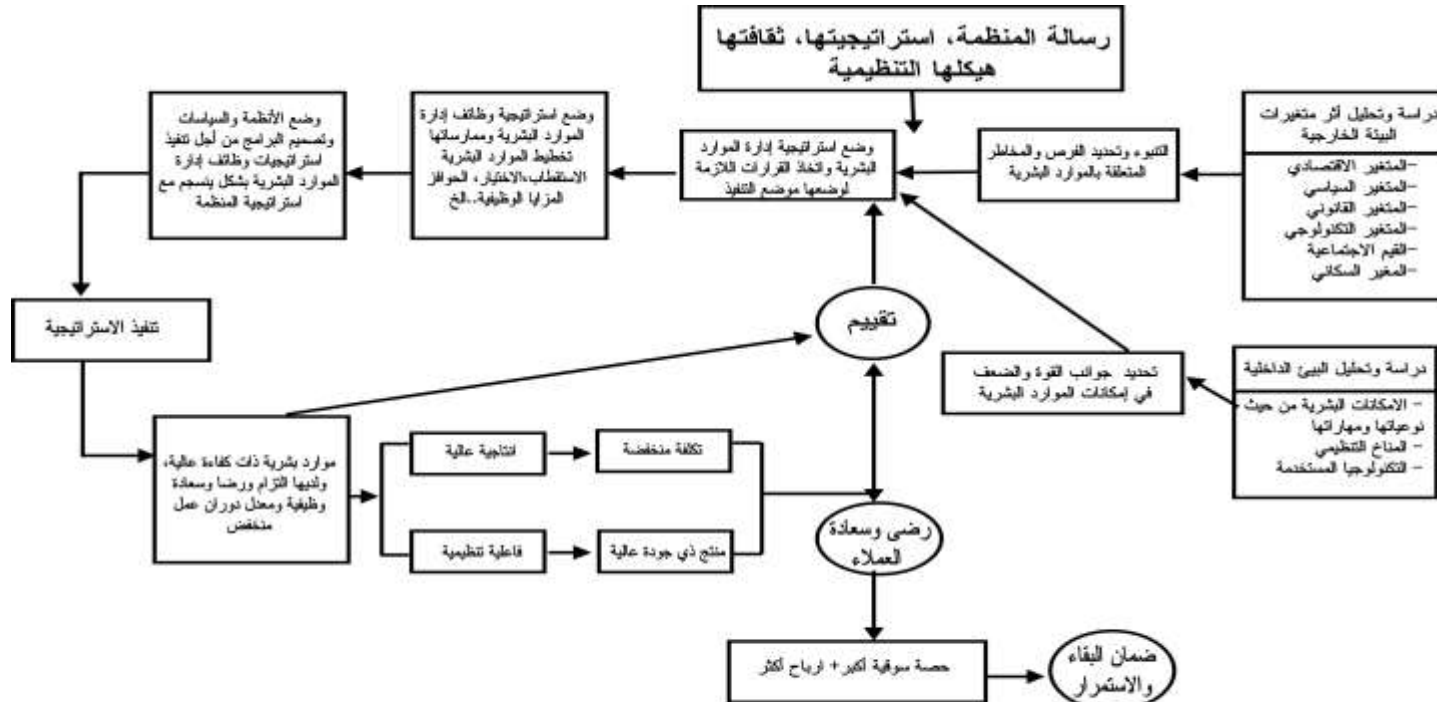 رسالة المنظمة، استراتيجيتها، ثقافتها
هيكلها التنظيمية
دراسة وتحليل أثر متغيرات
البيئة الخارجية
-المتغير الاقتصادي
-المتغير السياسي
-المتغير القانوني
-المتغير التكنولوجي
-القيم الاجتماعية
-المغير السكاني
التنبوء وتحديد الفرص والمخاطر
المتعلقة بالموارد البشرية
وضع استراتيجية إدارة الموارد
البشرية واتخاذ القرارات اللازمة
لوضعها موضع التنفيذ
وضع استراتيجية وظائف إدارة
الموارد البشرية وممارساتها
تخطيط الموارد البشرية
الاستقطاب،الاختيار، الحوافز
المزايا الوظيفية..الخ
وضع الأنظمة والسياسات
وتصميم البرامج من أجل تنفيذ
استراتيجيات وظائف إدارة
الموارد البشرية بشكل ينسجم مع
استراتيجية المنظمة
تنفيذ الاستراتيجية
تقييم
دراسة وتحليل البيئ الداخلية
- الامكانات البشرية من حيث
نوعياتها ومهاراتها
- المناخ التنظيمي
- التكنولوجيا المستخدمة
تحديد جوانب القوة والضعف
في إمكانات الموارد البشرية
موارد بشرية ذات كفاءة عالية،
ولديها التزام ورضا وسعادة
وظيفية ومعدل دوران عمل
منخفض
انتاجية عالية
تكلفة منخفضة
فاعلية تنظيمية
منتج ذي جودة عالية
رضى وسعادة
العملاء
حصة سوقية أكبر+ ارباح أكثر
ضمان البقاء
والاستمرار